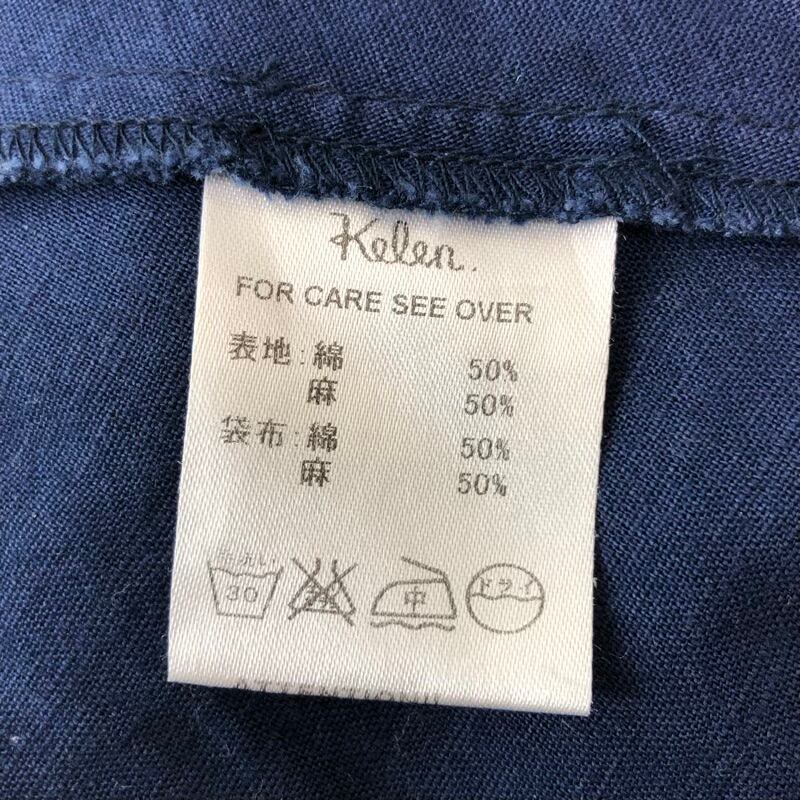 Kelen.
FOR CARE SEE OVER
表地:綿 50%
麻 50%
袋布:綿 50%
麻 50%
手洗い
30
中
ドライ